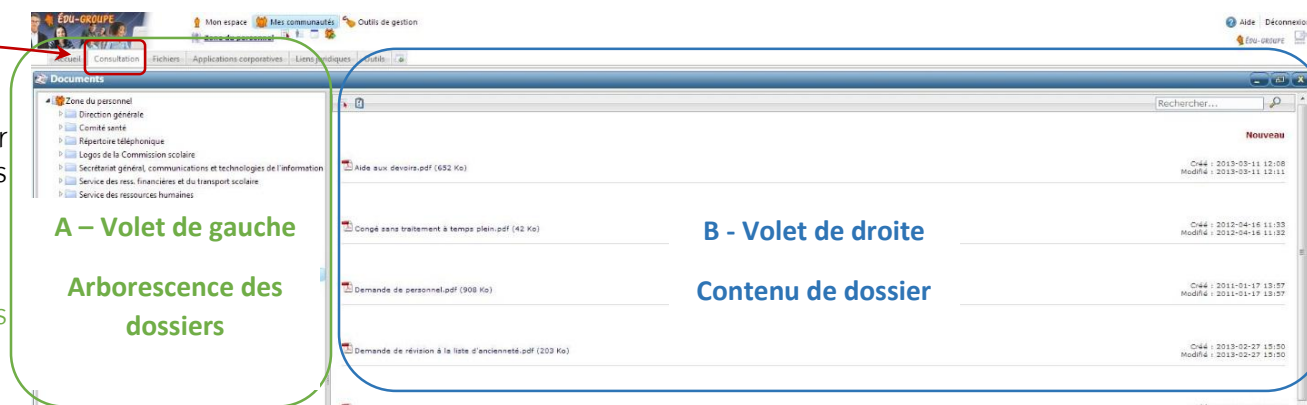 ÉDU-GROUPE
Mon espace Mes communautés Outils de gestion
Aide Déconnexio
Zone du personnel
ÉDU-GROUPE
Accueil Consultation Fichiers Applications corporatives Liens juridiques Outils
Documents
Zone du personnel
Direction générale
Comité santé
Répertoire téléphonique
Logos de la Commission scolaire
Secrétariat général, communications et technologies de l'information
Service des ress. financières et du transport scolaire
Service des ressources humaines
r
s
s
A – Volet de gauche
Arborescence des
dossiers
Rechercher...
Nouveau
Aide aux devoirs.pdf (652 Ko)
Créé : 2013-03-11 12:08
Modifié : 2013-03-11 12:11
Congé sans traitement à temps plein.pdf (42 Ko)
Créé : 2012-04-16 11:33
Modifié : 2012-04-16 11:32
B - Volet de droite
Contenu de dossier
Demande de personnel.pdf (908 Ko)
Créé : 2011-01-17 13:57
Modifié : 2011-01-17 13:57
Demande de révision à la liste d'ancienneté.pdf (203 Ko)
Créé : 2013-02-27 15:50
Modifié : 2013-02-27 15:50